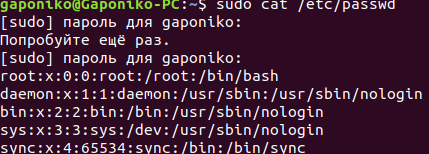 gaponiko@Gaponiko-PC:~$ sudo cat /etc/passwd
[sudo] пароль для gaponiko:
Попробуйте ещё раз.
[sudo] пароль для gaponiko:
root:x:0:0:root:/root:/bin/bash
daemon:x:1:1:daemon:/usr/sbin:/usr/sbin/nologin
bin:x:2:2:bin:/bin:/usr/sbin/nologin
sys:x:3:3:sys:/dev:/usr/sbin/nologin
sync:x:4:65534:sync:/bin:/bin/sync